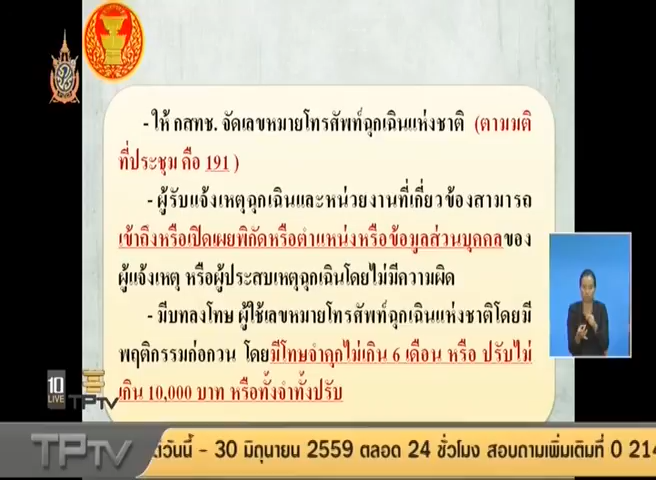 - ให้ กสทช. จัดเลขหมายโทรศัพท์ฉุกเฉินแห่งชาติ (ตามมติ
ที่ประชุม คือ 191 )
- ผู้รับแจ้งเหตุฉุกเฉินและหน่วยงานที่เกี่ยวข้องสามารถ
เข้าถึงหรือเปิดเผยพิกัดหรือตำแหน่งหรือข้อมูลส่วนบุคคลของ
ผู้แจ้งเหตุ หรือผู้ประสบเหตุฉุกเฉินโดยไม่มีความผิด
- มีบทลงโทษ ผู้ใช้เลขหมายโทรศัพท์ฉุกเฉินแห่งชาติโดยมี
พฤติกรรมก่อกวน โดยมีโทษจำคุกไม่เกิน 6 เดือน หรือ ปรับไม่
เกิน 10,000 บาท หรือทั้งจำทั้งปรับ
10
LIVE
TPTV
TPTV
วันนี้ - 30 มิถุนายน 2559 ตลอด 24 ชั่วโมง สอบถามเพิ่มเติมที่ 0 214